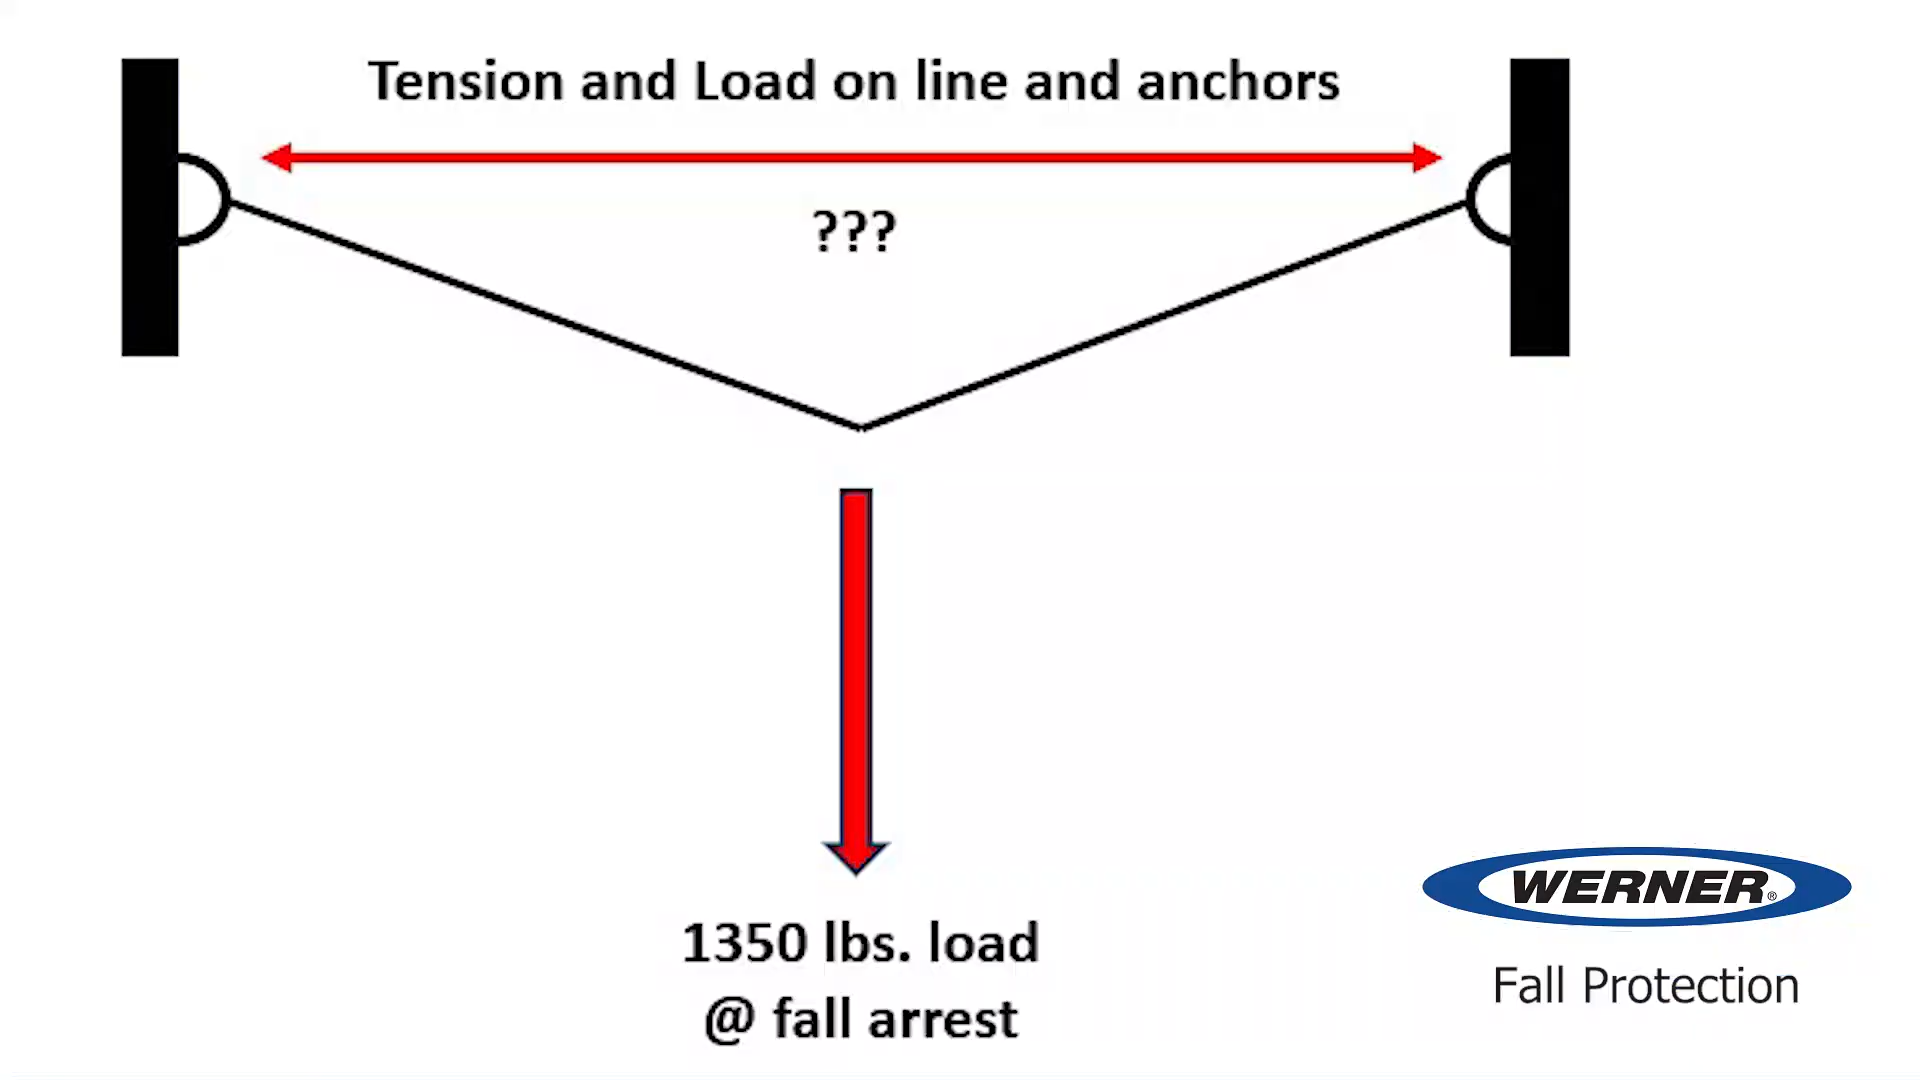 Tension and Load on line and anchors
???
1350 lbs. load
@ fall arrest
WERNER®
Fall Protection